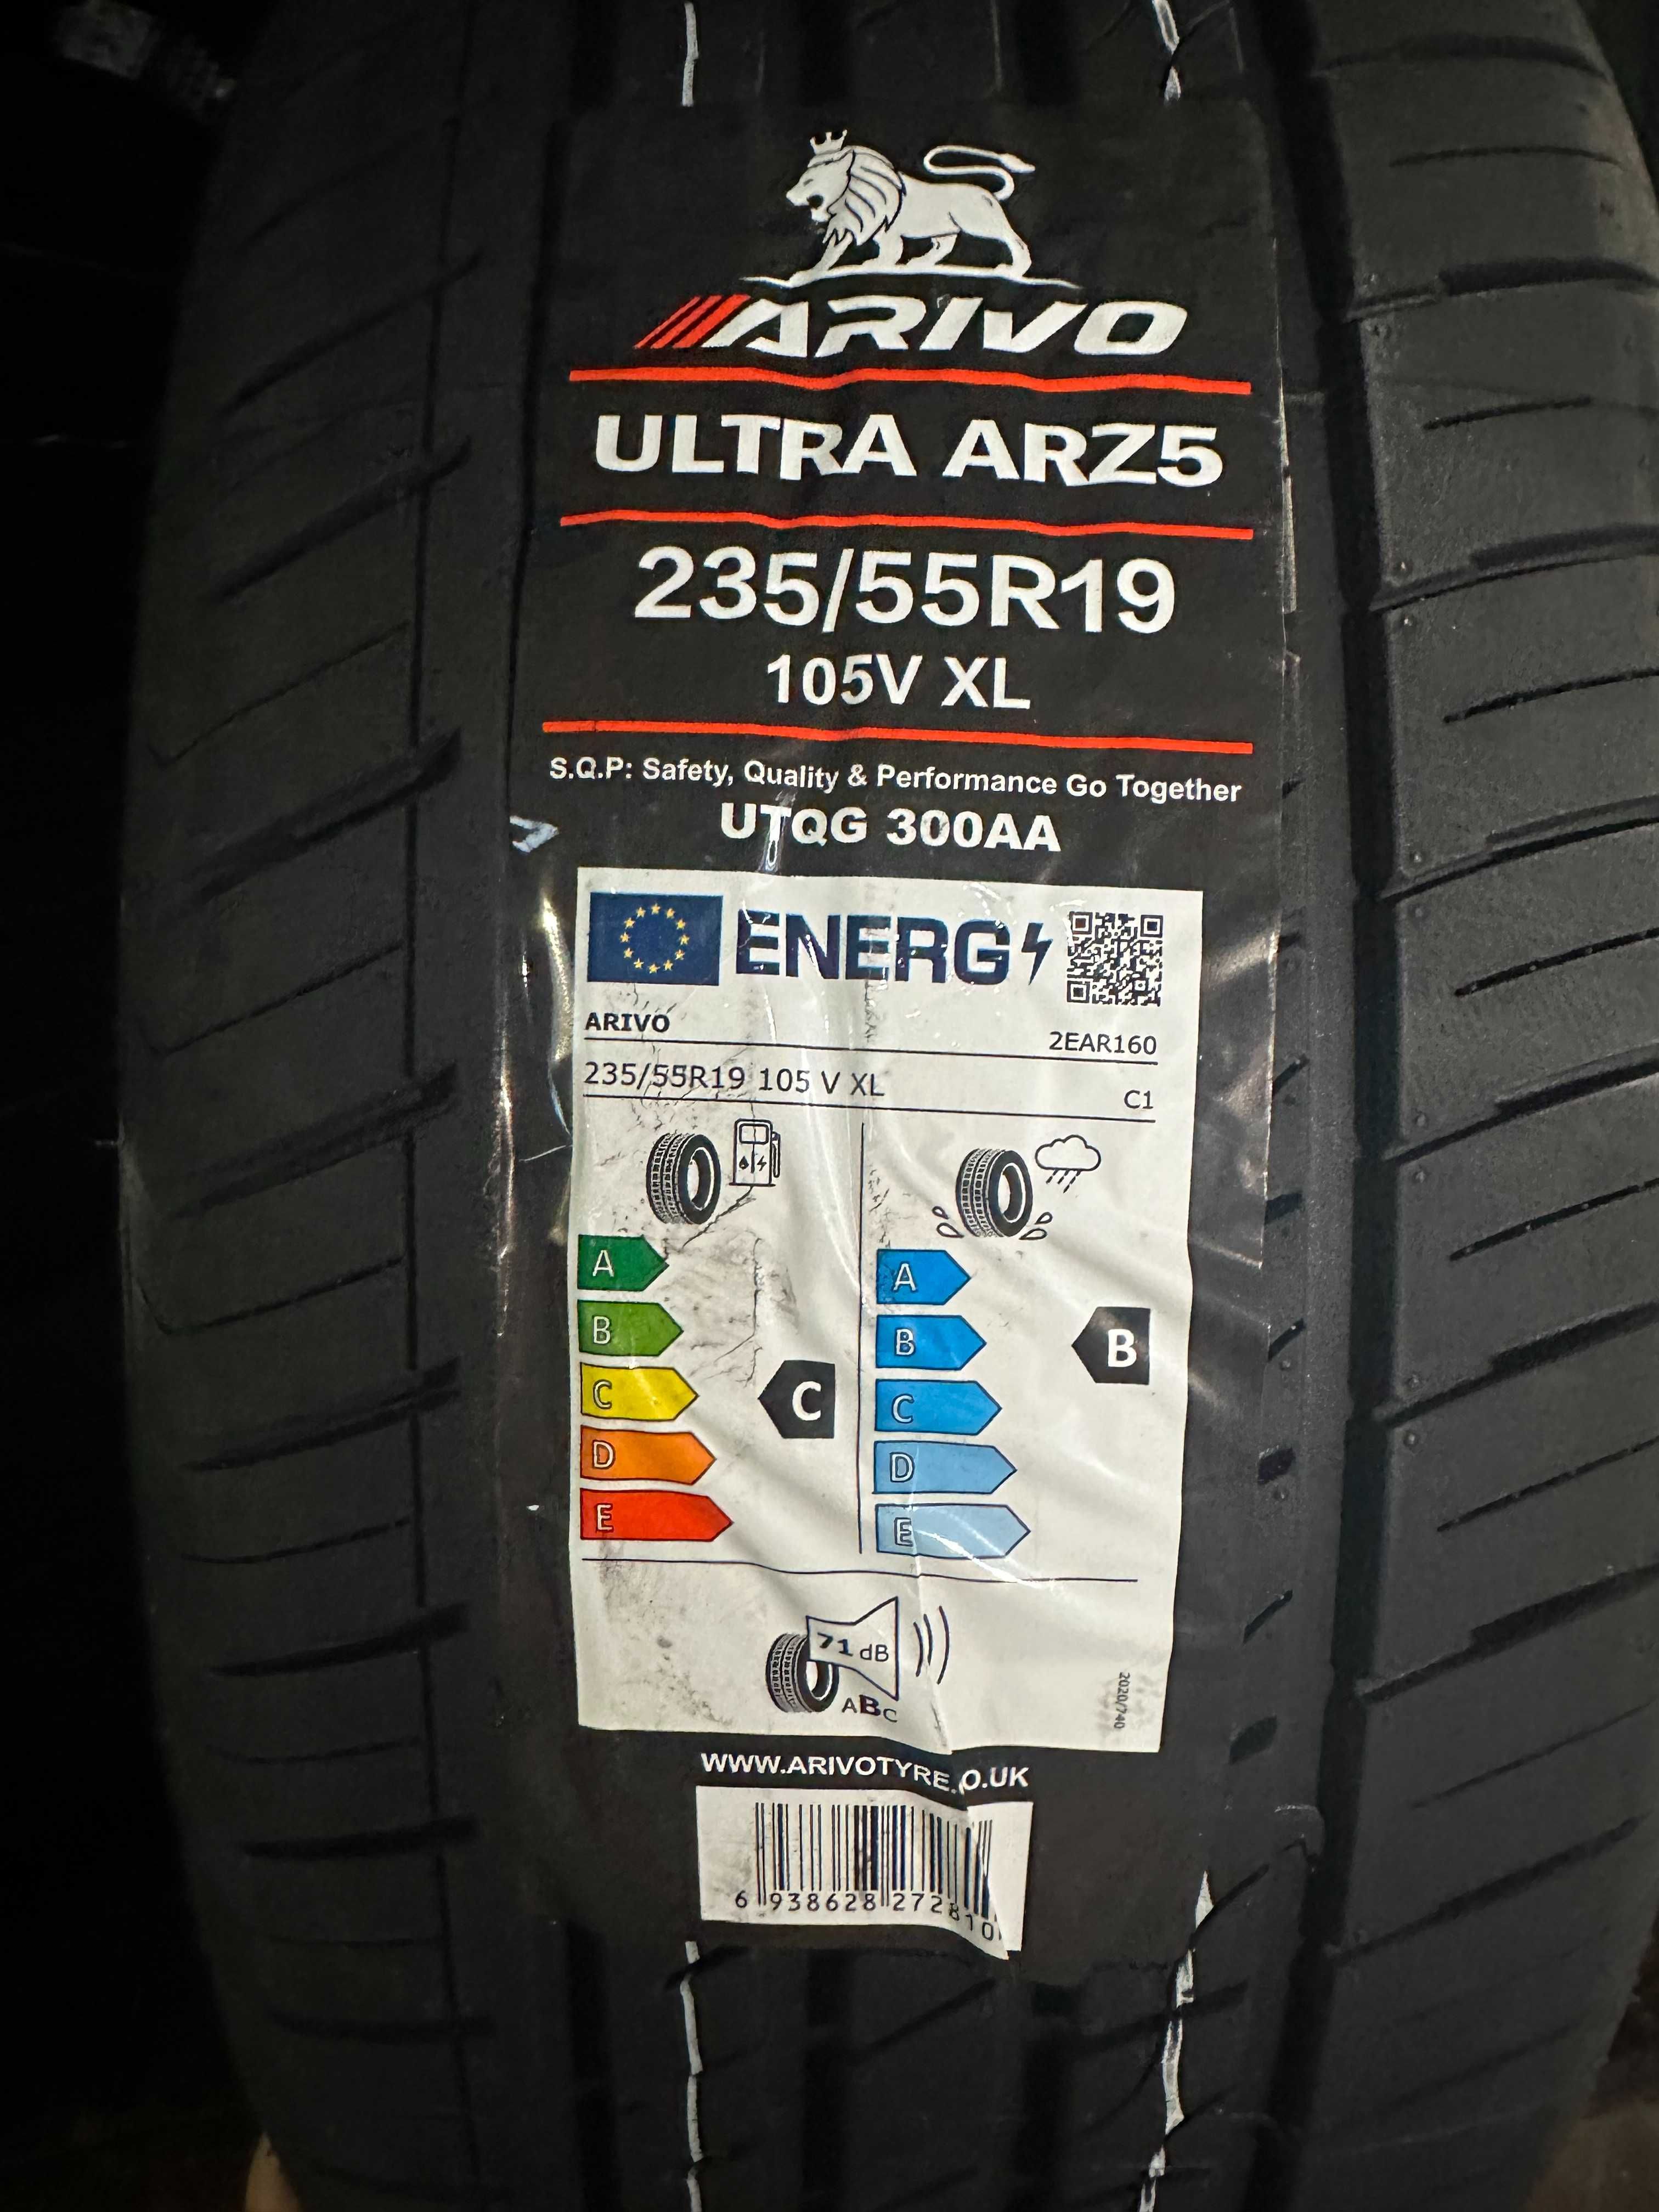 ARIVO
ULTRA ARZ5
235/55R19
105V XL
S.Q.P: Safety, Quality & Performance Go Together
UTQG 300AA
ENERG
ARIVO
2EAR160
235/55R19 105 V XL
C1
A
B
C
D
E
C
A
B
C
D
E
B
71 dB
ABC
2020/740
WWW.ARIVOTYRE.O.UK
6 938628 272810